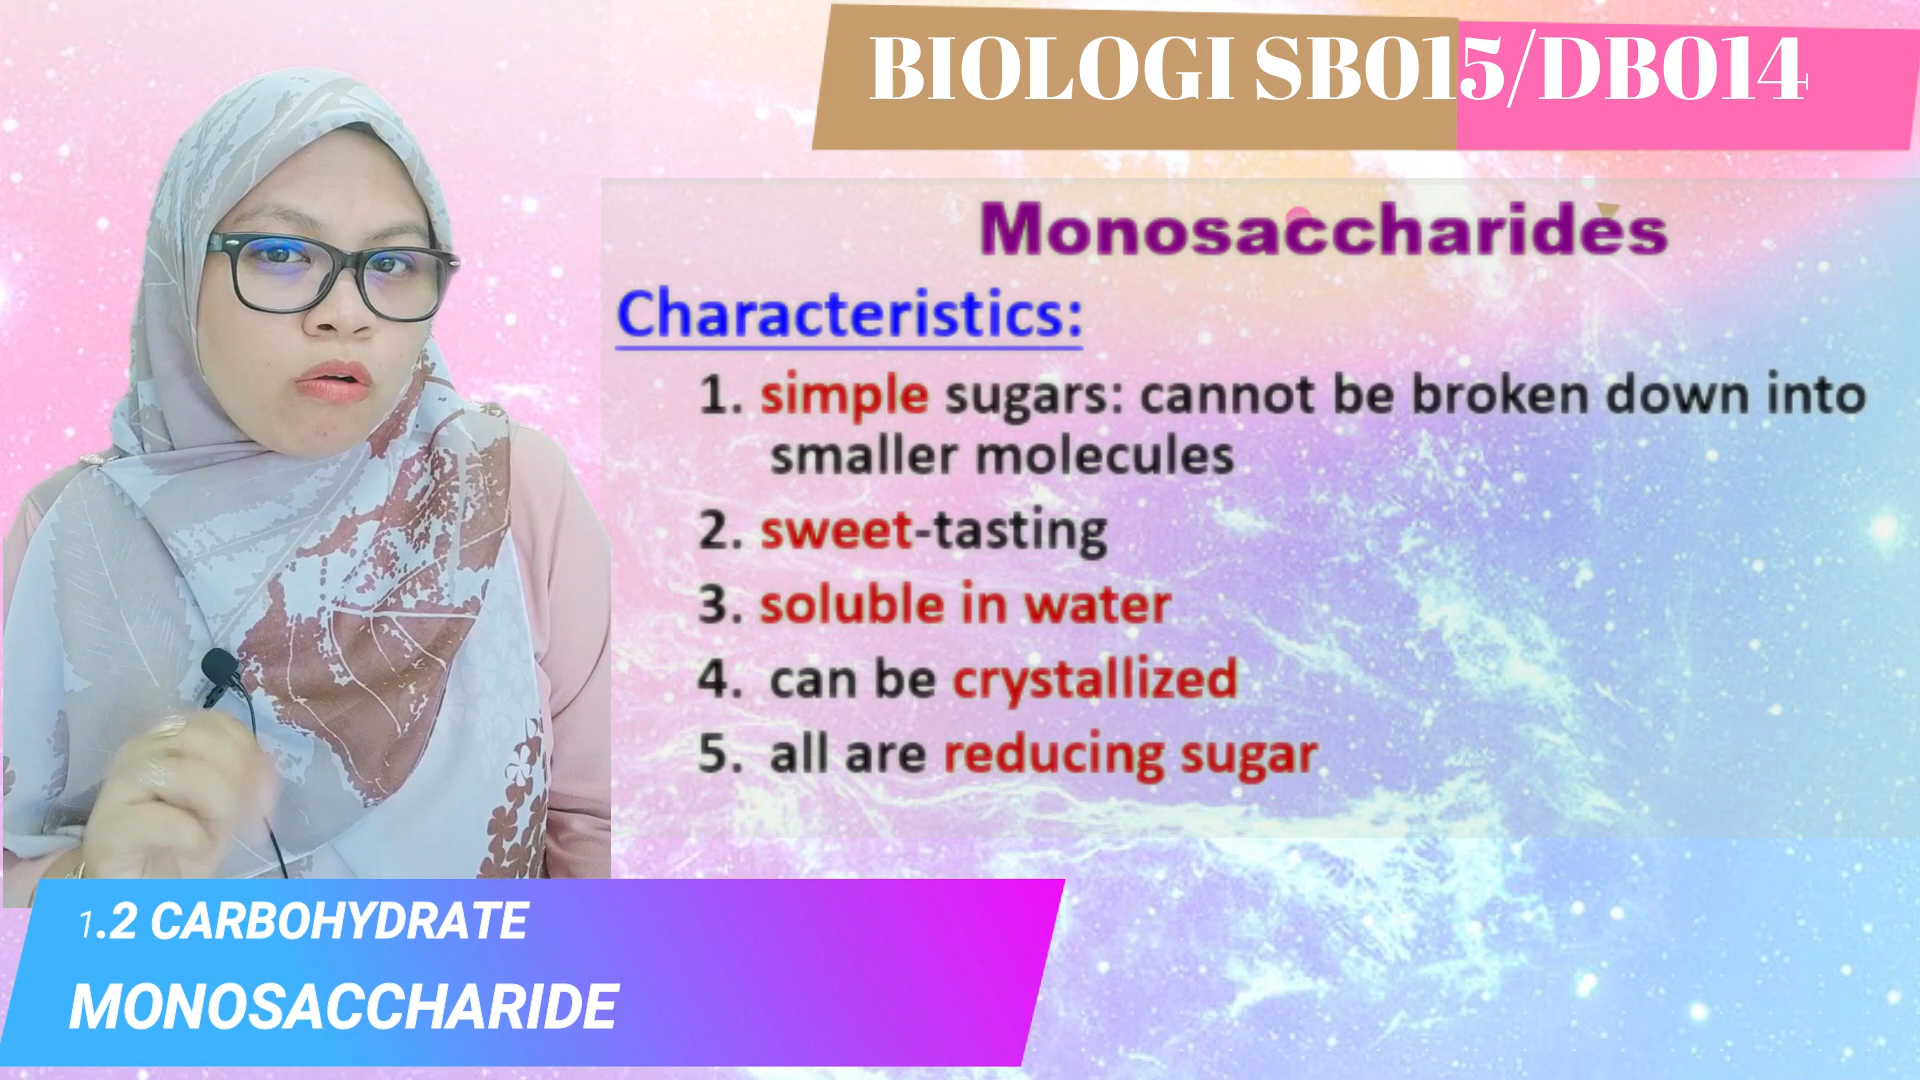 BIOLOGI SB015/DB014
Monosaccharides
Characteristics:
1. simple sugars: cannot be broken down into
smaller molecules
2. sweet-tasting
3. soluble in water
4. can be crystallized
5. all are reducing sugar
1.2 CARBOHYDRATE
MONOSACCHARIDE